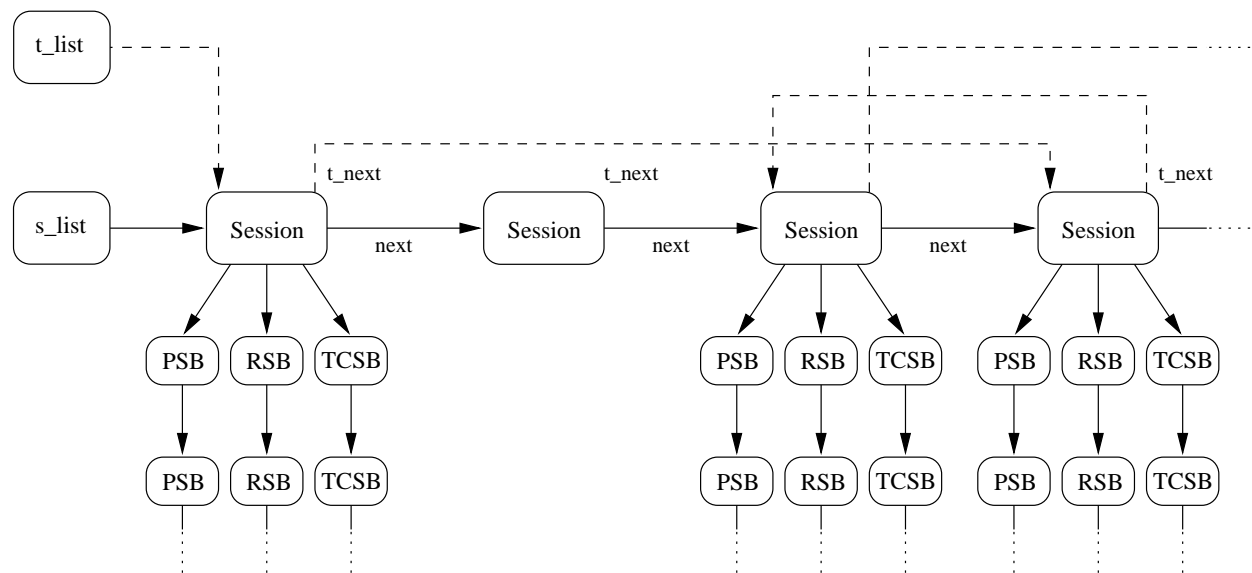 t_list
t_next
t_next
t_next
s_list
Session
Session
Session
Session
next
next
next
PSB
RSB
TCSB
PSB
RSB
TCSB
PSB
RSB
TCSB
PSB
RSB
TCSB
PSB
RSB
TCSB
PSB
RSB
TCSB